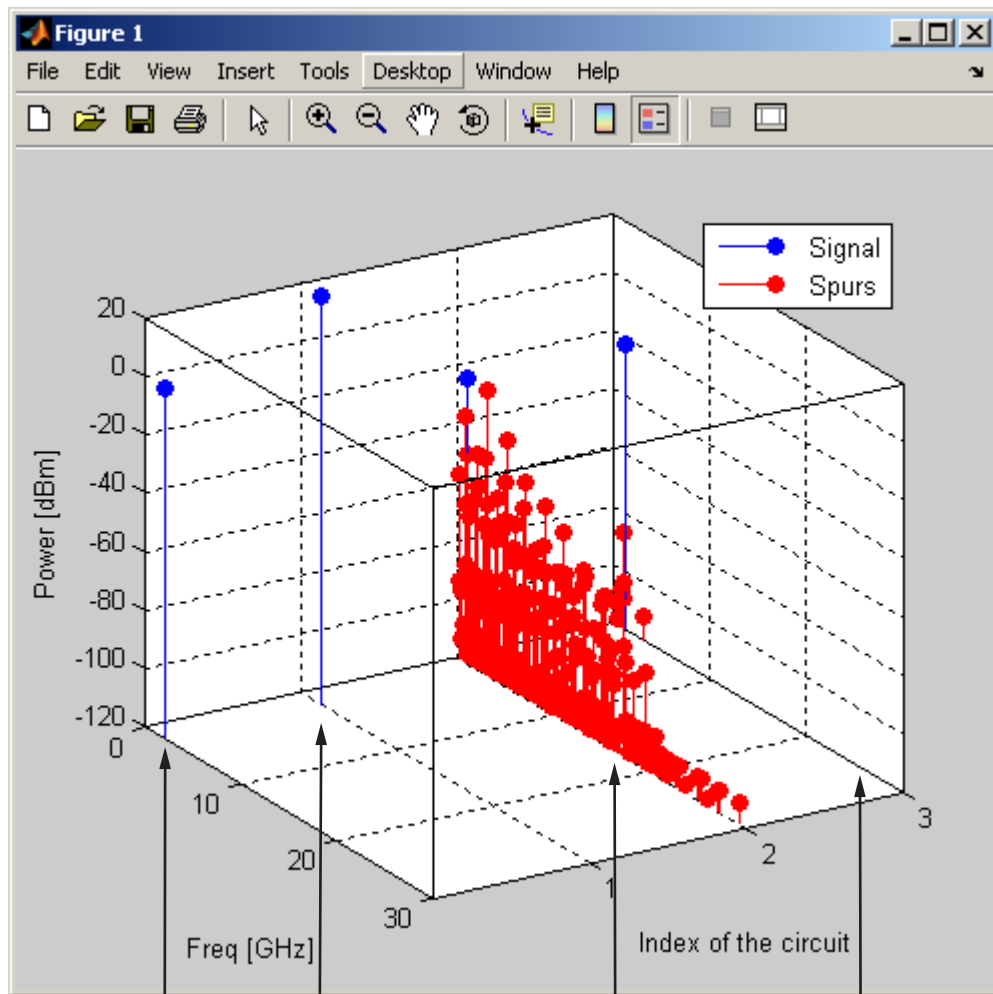 Figure 1
File Edit View Insert Tools Desktop Window Help
Signal
Spurs
20
0
-20
-40
-60
-80
-100
-120
Power [dBm]
0
10
20
30
Freq [GHz]
1
2
3
Index of the circuit